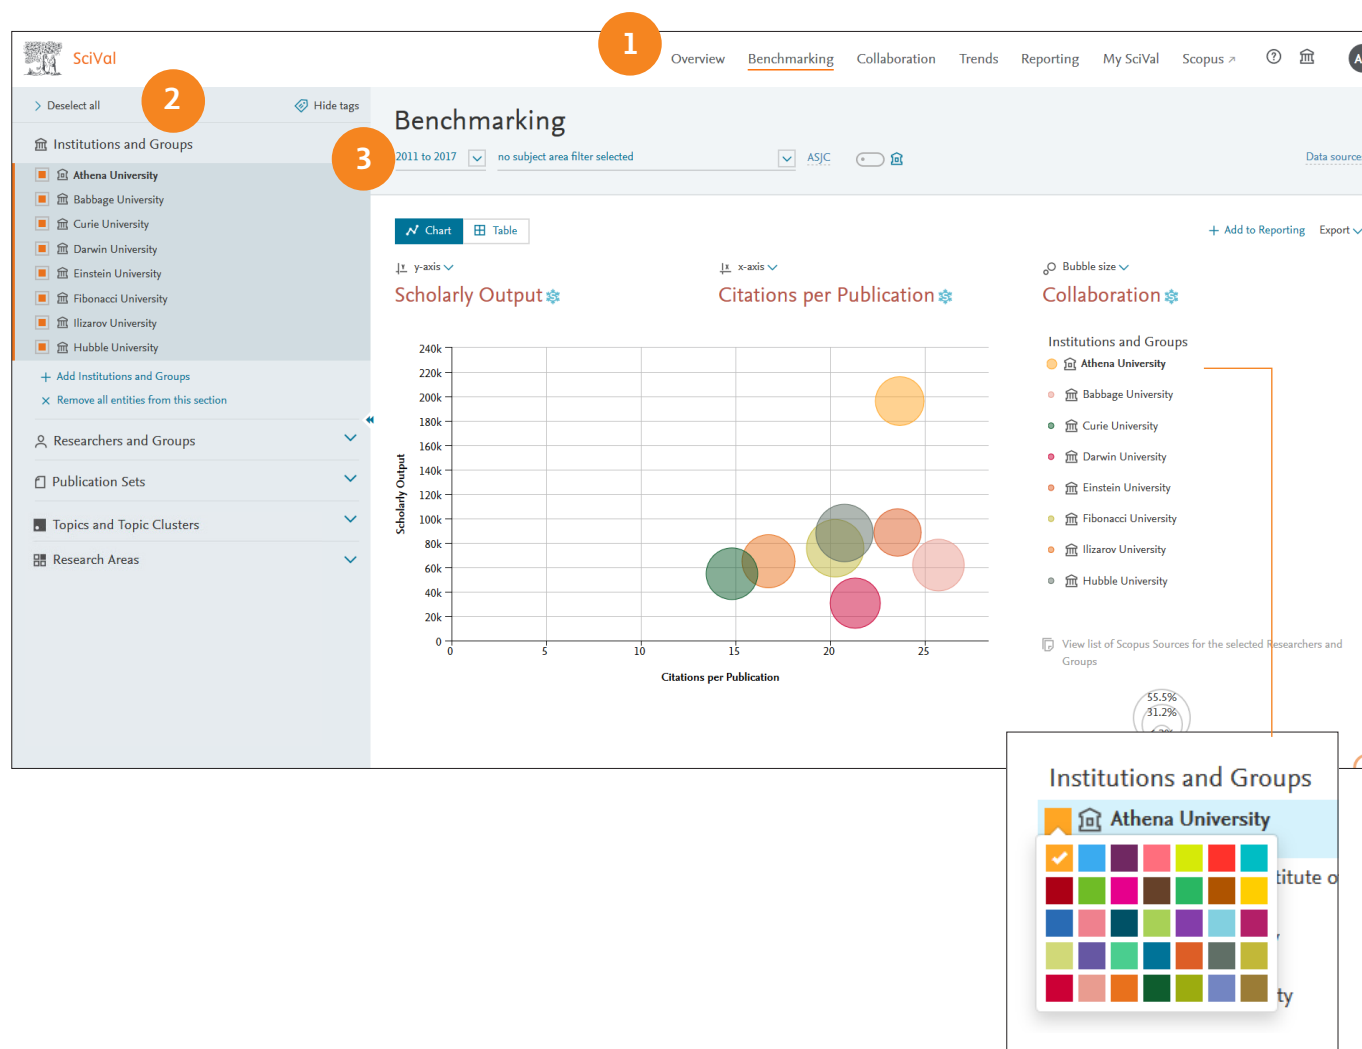 1
SciVal
Overview Benchmarking Collaboration Trends Reporting My SciVal Scopus
2
Deselect all Hide tags
Institutions and Groups
Athena University
Babbage University
Curie University
Darwin University
Einstein University
Fibonacci University
Ilizarov University
Hubble University
Add Institutions and Groups
Remove all entities from this section
Researchers and Groups
Publication Sets
Topics and Topic Clusters
Research Areas
Benchmarking
3
2011 to 2017 no subject area filter selected ASJC Data source
Chart Table + Add to Reporting Export
y-axis x-axis Bubble size
Scholarly Output Citations per Publication Collaboration
240k
220k
200k
180k
160k
140k
120k
100k
80k
60k
40k
20k
0
Scholarly Output
0 5 10 15 20 25
Citations per Publication
Institutions and Groups
Athena University
Babbage University
Curie University
Darwin University
Einstein University
Fibonacci University
Ilizarov University
Hubble University
View list of Scopus Sources for the selected Researchers and
Groups
55.5%
31.2%
Institutions and Groups
Athena University
titute o
ty